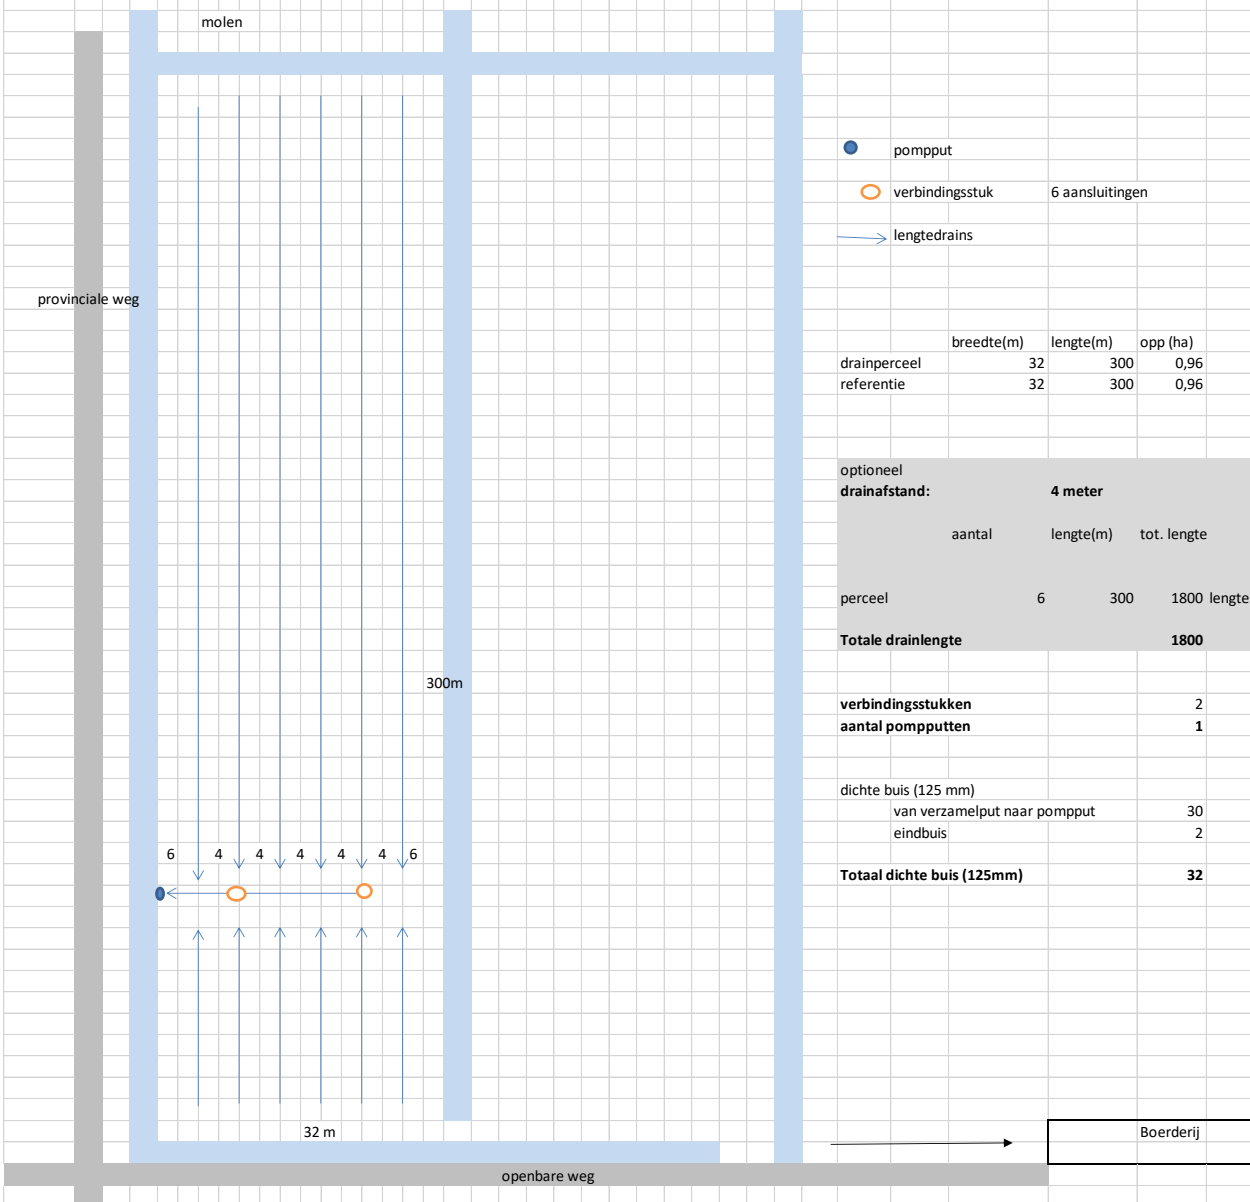 molen
pompput
verbindingsstuk 6 aansluitingen
lengtedrains
provinciale weg
breedte(m) lengte(m) opp (ha)
drainperceel 32 300 0,96
referentie 32 300 0,96
optioneel
drainafstand: 4 meter
aantal lengte(m) tot. lengte
perceel 6 300 1800 lengte
Totale drainlengte 1800
300m
verbindingsstukken 2
aantal pompputten 1
dichte buis (125 mm)
van verzamelput naar pompput 30
eindbuis 2
6 4 4 4 4 4 6
Totaal dichte buis (125mm) 32
32 m
Boerderij
openbare weg